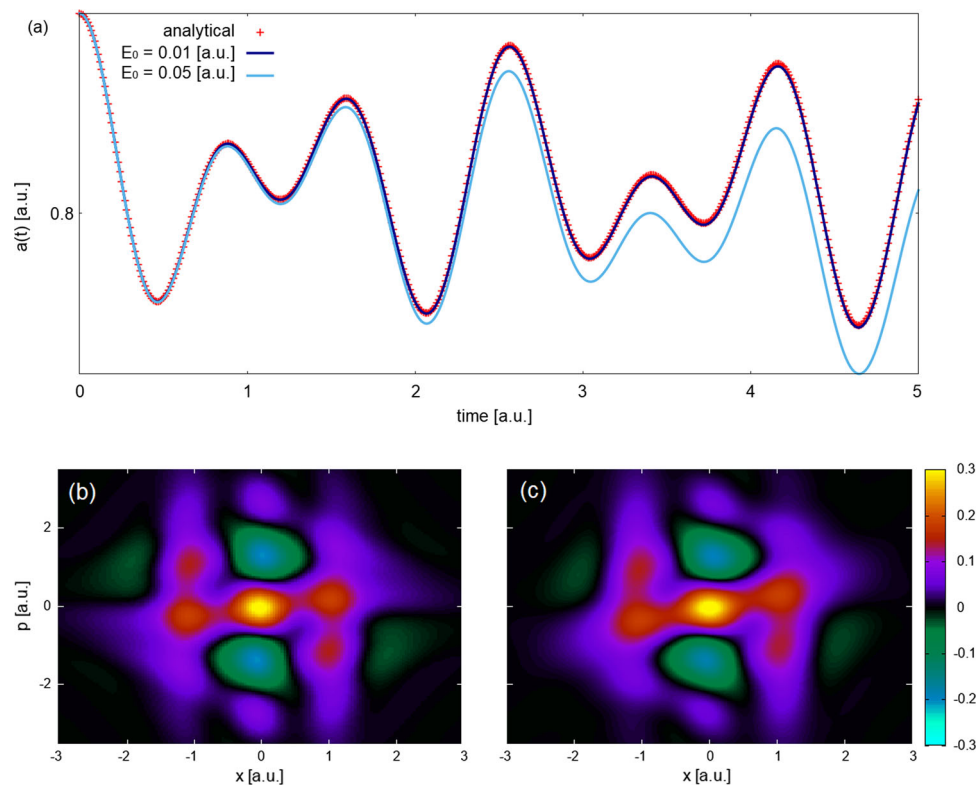 (a)
analytical
E₀ = 0.01 [a.u.]
E₀ = 0.05 [a.u.]
a(t) [a.u.]
0.8
0 1 2 3 4 5
time [a.u.]
(b)
(c)
p [a.u.]
2
0
-2
-3 -2 -1 0 1 2 3
x [a.u.]
-3 -2 -1 0 1 2 3
x [a.u.]
0.3
0.2
0.1
0
-0.1
-0.2
-0.3